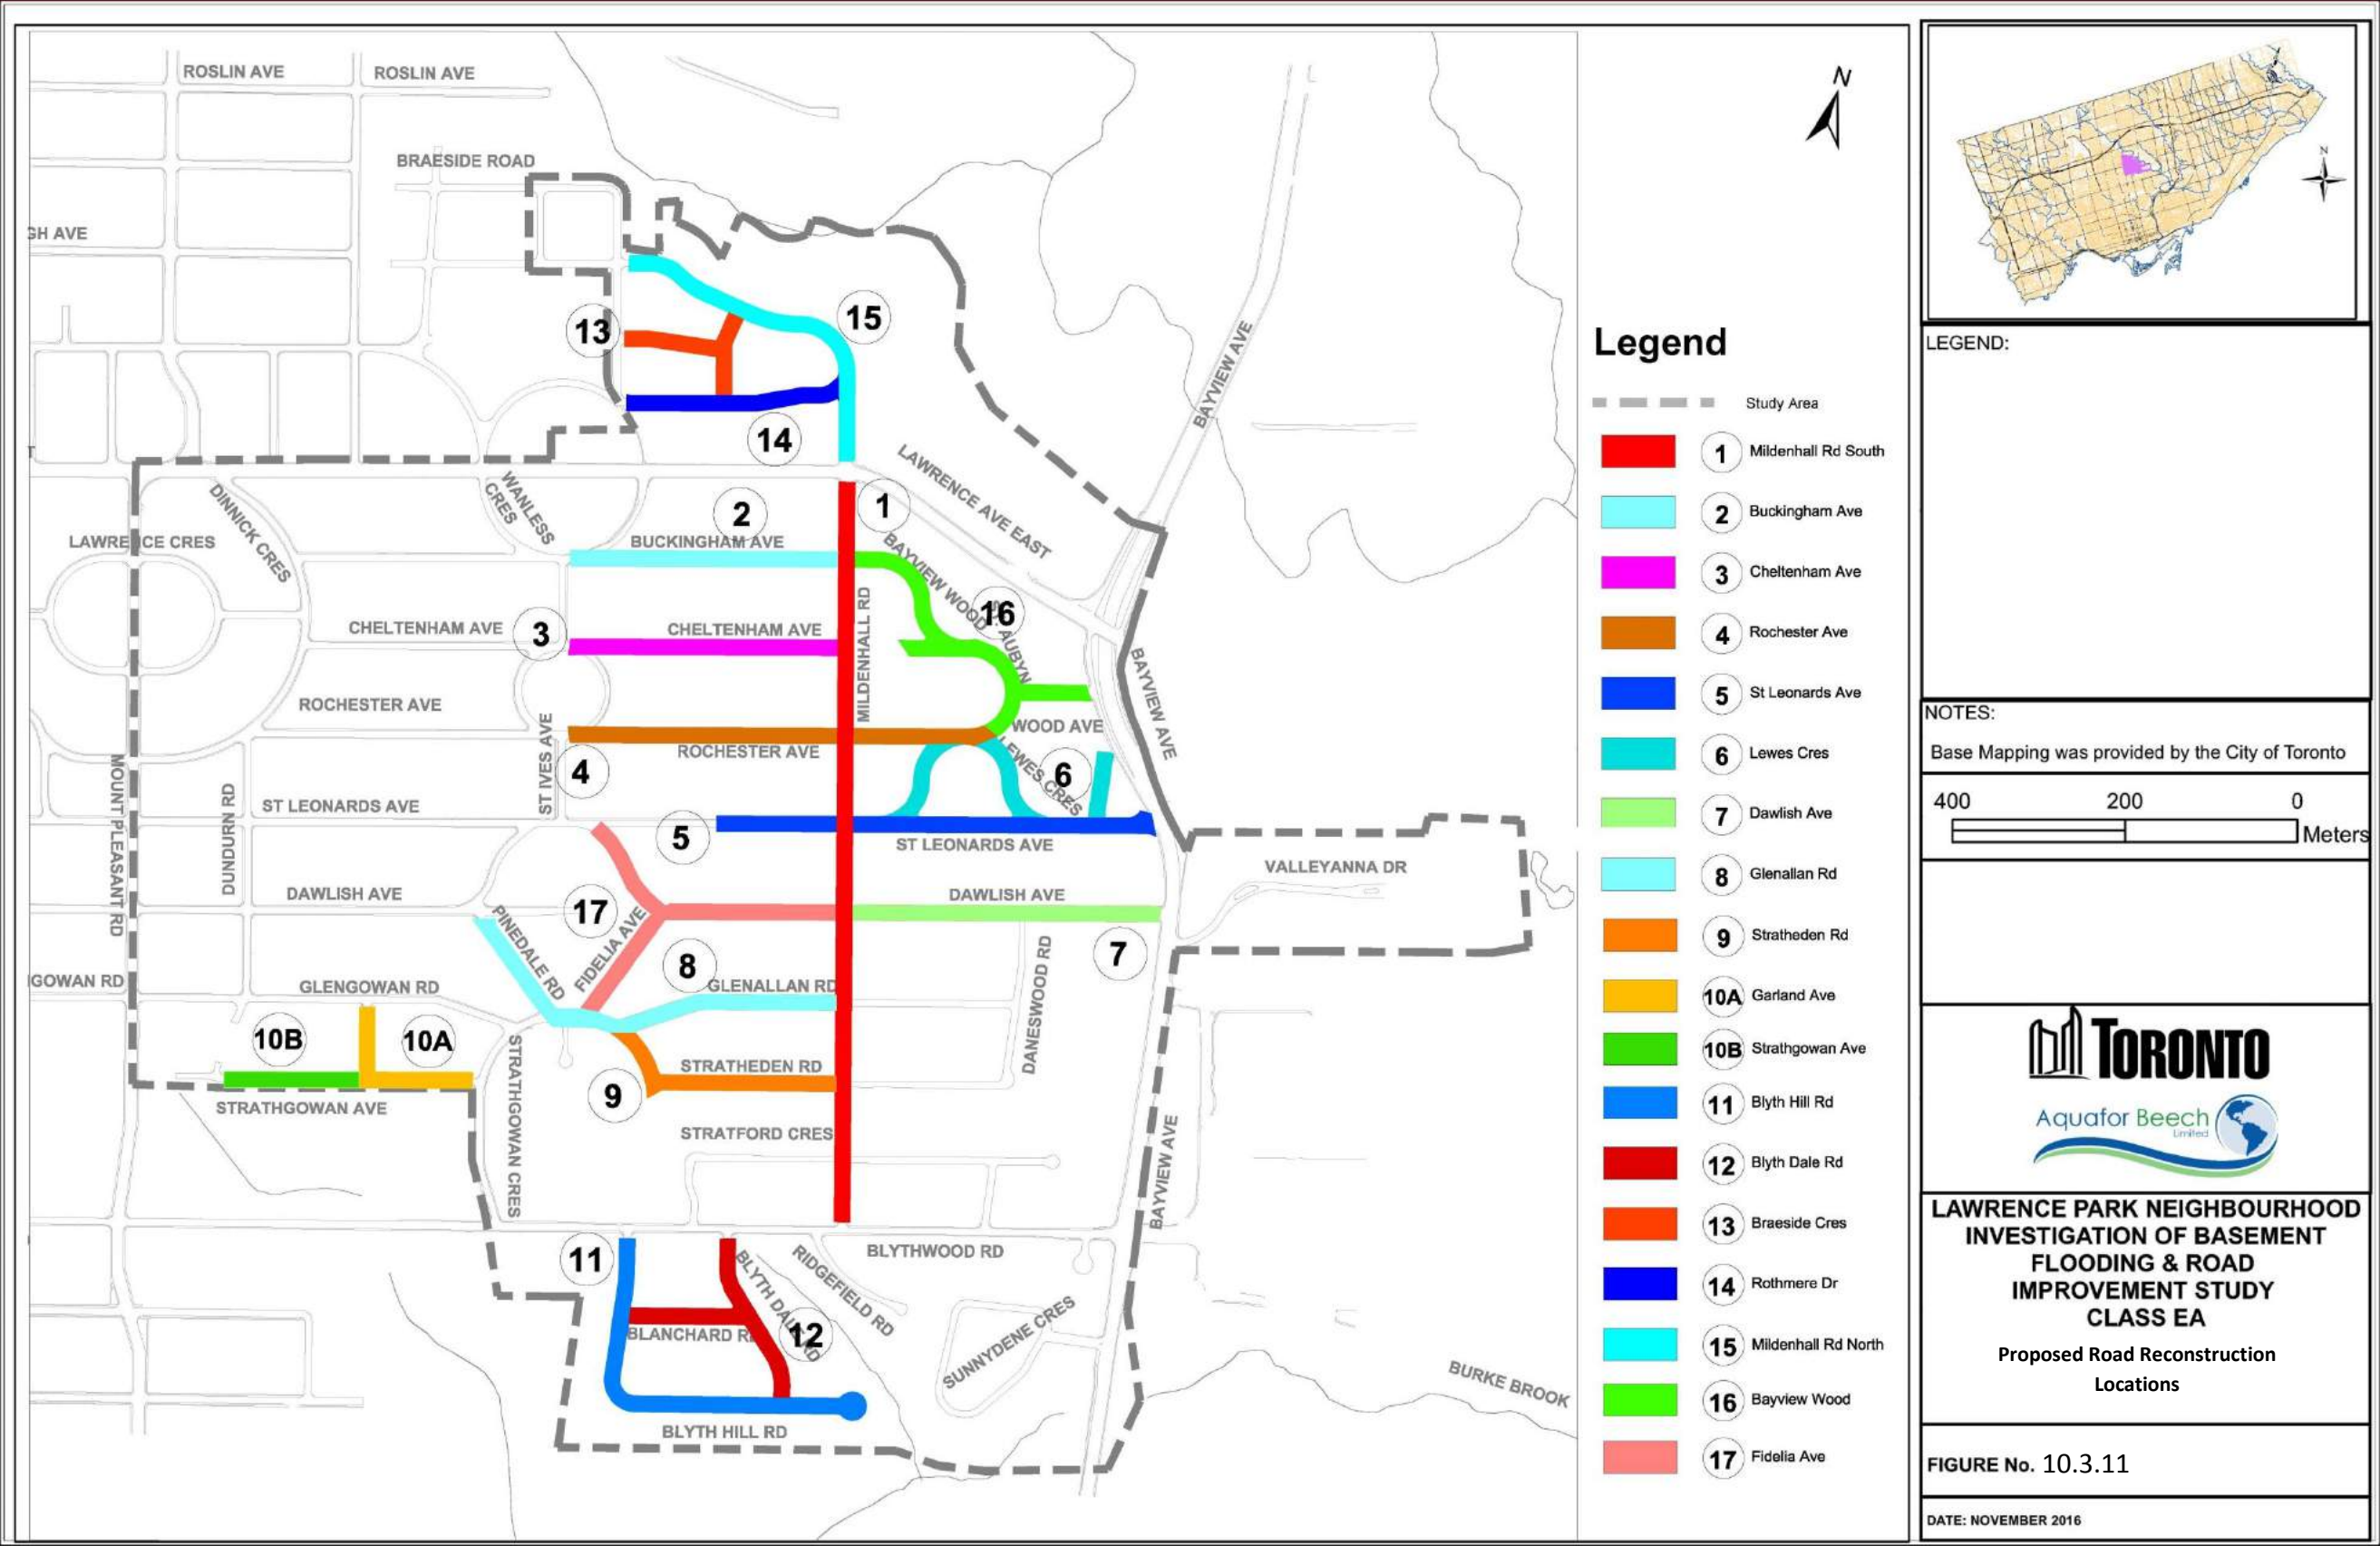 ROSLIN AVE
ROSLIN AVE
BRAESIDE ROAD
GH AVE
13
15
14
BAYVIEW AVE
LAWRENCE AVE EAST
DINNICK CRES
WANLESS
CRES
LAWRENCE CRES
2
1
BUCKINGHAM AVE
BAYVIEW WOOD
16
ST. AUBYN
CHELTENHAM AVE
3
CHELTENHAM AVE
MILDENHALL RD
BAYVIEW AVE
ROCHESTER AVE
WOOD AVE
ST IVES AVE
4
ROCHESTER AVE
LEWES CRES
6
MOUNT PLEASANT RD
DUNDURN RD
ST LEONARDS AVE
5
ST LEONARDS AVE
VALLEYANNA DR
DAWLISH AVE
DAWLISH AVE
17
PINEDALE RD
FIDELIA AVE
8
7
DANESWOOD RD
IGOWAN RD
GLENGOWAN RD
GLENALLAN RD
10B
10A
STRATHGOWAN CRES
STRATHEDEN RD
9
STRATHGOWAN AVE
STRATFORD CRES
BAYVIEW AVE
11
BLYTHWOOD RD
BLYTH DALE RD
RIDGEFIELD RD
12
BLANCHARD RD
SUNNYDENE CRES
BURKE BROOK
BLYTH HILL RD
N
Legend
Study Area
1 Mildenhall Rd South
2 Buckingham Ave
3 Cheltenham Ave
4 Rochester Ave
5 St Leonards Ave
6 Lewes Cres
7 Dawlish Ave
8 Glenallan Rd
9 Stratheden Rd
10A Garland Ave
10B Strathgowan Ave
11 Blyth Hill Rd
12 Blyth Dale Rd
13 Braeside Cres
14 Rothmere Dr
15 Mildenhall Rd North
16 Bayview Wood
17 Fidelia Ave
N
LEGEND:
NOTES:
Base Mapping was provided by the City of Toronto
400 200 0
Meters
TORONTO
Aquafor Beech
Limited
LAWRENCE PARK NEIGHBOURHOOD
INVESTIGATION OF BASEMENT
FLOODING & ROAD
IMPROVEMENT STUDY
CLASS EA
Proposed Road Reconstruction
Locations
FIGURE No. 10.3.11
DATE: NOVEMBER 2016